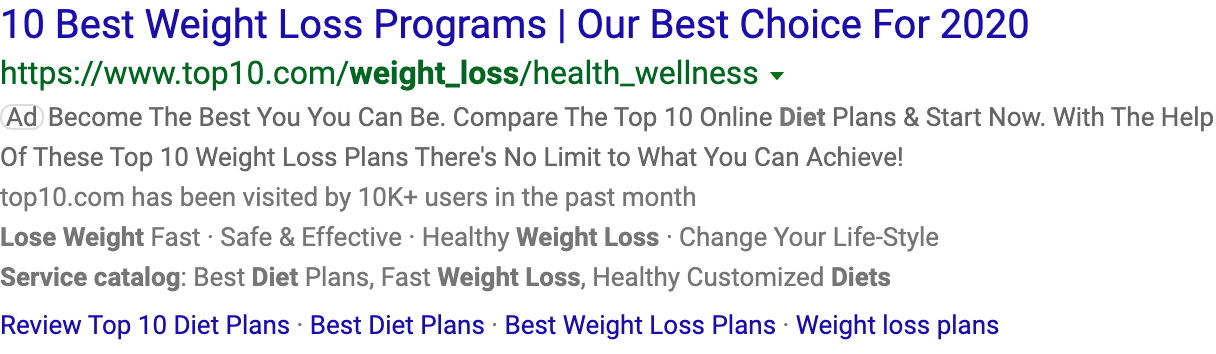 10 Best Weight Loss Programs | Our Best Choice For 2020
https://www.top10.com/weight_loss/health_wellness
Ad Become The Best You You Can Be. Compare The Top 10 Online Diet Plans & Start Now. With The Help
Of These Top 10 Weight Loss Plans There's No Limit to What You Can Achieve!
top10.com has been visited by 10K+ users in the past month
Lose Weight Fast · Safe & Effective · Healthy Weight Loss · Change Your Life-Style
Service catalog: Best Diet Plans, Fast Weight Loss, Healthy Customized Diets
Review Top 10 Diet Plans · Best Diet Plans · Best Weight Loss Plans · Weight loss plans